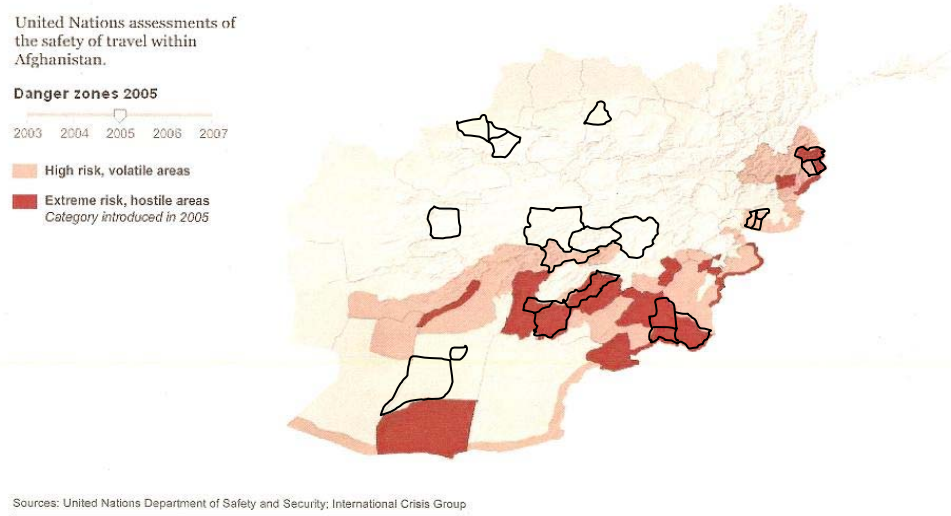 United Nations assessments of
the safety of travel within
Afghanistan.
Danger zones 2005
2003 2004 2005 2006 2007
High risk, volatile areas
Extreme risk, hostile areas
Category introduced in 2005
Sources: United Nations Department of Safety and Security; International Crisis Group